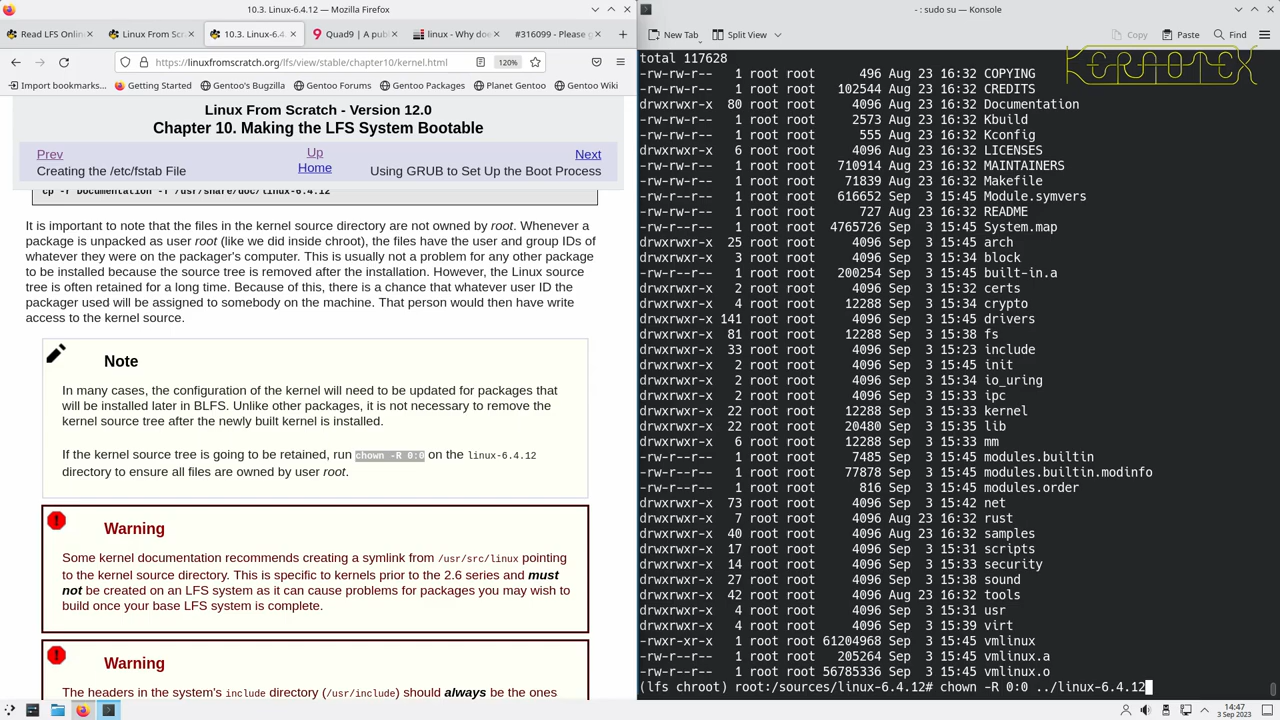 10.3. Linux-6.4.12 — Mozilla Firefox
Read LFS Onlin
Linux From Scra
10.3. Linux-6.4.
Quad9 | A publ
linux - Why doe
#316099 - Please g
https://linuxfromscratch.org/lfs/view/stable/chapter10/kernel.html
120%
Import bookmarks...
Getting Started
Gentoo's Bugzilla
Gentoo Forums
Gentoo Packages
Planet Gentoo
Gentoo Wiki
Linux From Scratch - Version 12.0
Chapter 10. Making the LFS System Bootable
Prev
Up
Next
Creating the /etc/fstab File
Home
Using GRUB to Set Up the Boot Process
cp -r Documentation -T /usr/share/doc/linux-6.4.12
It is important to note that the files in the kernel source directory are not owned by root. Whenever a
package is unpacked as user root (like we did inside chroot), the files have the user and group IDs of
whatever they were on the packager's computer. This is usually not a problem for any other package
to be installed because the source tree is removed after the installation. However, the Linux source
tree is often retained for a long time. Because of this, there is a chance that whatever user ID the
packager used will be assigned to somebody on the machine. That person would then have write
access to the kernel source.
Note
In many cases, the configuration of the kernel will need to be updated for packages that
will be installed later in BLFS. Unlike other packages, it is not necessary to remove the
kernel source tree after the newly built kernel is installed.
If the kernel source tree is going to be retained, run chown -R 0:0 on the linux-6.4.12
directory to ensure all files are owned by user root.
Warning
Some kernel documentation recommends creating a symlink from /usr/src/linux pointing
to the kernel source directory. This is specific to kernels prior to the 2.6 series and must
not be created on an LFS system as it can cause problems for packages you may wish to
build once your base LFS system is complete.
Warning
The headers in the system's include directory (/usr/include) should always be the ones
- : sudo su — Konsole
New Tab
Split View
Copy
Paste
Find
KERNOTEX
total 117628
-rw-rw-r-- 1 root root 496 Aug 23 16:32 COPYING
-rw-rw-r-- 1 root root 102544 Aug 23 16:32 CREDITS
drwxrwxr-x 80 root root 4096 Aug 23 16:32 Documentation
-rw-rw-r-- 1 root root 2573 Aug 23 16:32 Kbuild
-rw-rw-r-- 1 root root 555 Aug 23 16:32 Kconfig
drwxrwxr-x 6 root root 4096 Aug 23 16:32 LICENSES
-rw-rw-r-- 1 root root 710914 Aug 23 16:32 MAINTAINERS
-rw-rw-r-- 1 root root 71839 Aug 23 16:32 Makefile
-rw-r--r-- 1 root root 616652 Sep 3 15:45 Module.symvers
-rw-rw-r-- 1 root root 727 Aug 23 16:32 README
-rw-r--r-- 1 root root 4765726 Sep 3 15:45 System.map
drwxrwxr-x 25 root root 4096 Aug 23 16:32 arch
drwxrwxr-x 3 root root 4096 Sep 3 15:34 block
-rw-r--r-- 1 root root 200254 Sep 3 15:45 built-in.a
drwxrwxr-x 2 root root 4096 Sep 3 15:34 certs
drwxrwxr-x 4 root root 12288 Sep 3 15:34 crypto
drwxrwxr-x 141 root root 4096 Sep 3 15:45 drivers
drwxrwxr-x 81 root root 12288 Sep 3 15:38 fs
drwxrwxr-x 33 root root 4096 Sep 3 15:23 include
drwxrwxr-x 2 root root 4096 Sep 3 15:45 init
drwxrwxr-x 2 root root 4096 Sep 3 15:34 io_uring
drwxrwxr-x 2 root root 4096 Sep 3 15:33 ipc
drwxrwxr-x 22 root root 12288 Sep 3 15:38 kernel
drwxrwxr-x 22 root root 20480 Sep 3 15:35 lib
drwxrwxr-x 6 root root 12288 Sep 3 15:38 mm
-rw-r--r-- 1 root root 7485 Sep 3 15:45 modules.builtin
-rw-r--r-- 1 root root 77878 Sep 3 15:45 modules.builtin.modinfo
-rw-r--r-- 1 root root 816 Sep 3 15:45 modules.order
drwxrwxr-x 73 root root 4096 Sep 3 15:42 net
drwxrwxr-x 7 root root 4096 Aug 23 16:32 rust
drwxrwxr-x 40 root root 4096 Aug 23 16:32 samples
drwxrwxr-x 17 root root 4096 Sep 3 15:31 scripts
drwxrwxr-x 14 root root 4096 Sep 3 15:33 security
drwxrwxr-x 27 root root 4096 Sep 3 15:38 sound
drwxrwxr-x 42 root root 4096 Aug 23 16:32 tools
drwxrwxr-x 4 root root 4096 Sep 3 15:31 usr
drwxrwxr-x 4 root root 4096 Sep 3 15:39 virt
-rwxr-xr-x 1 root root 61204968 Sep 3 15:45 vmlinux
-rw-r--r-- 1 root root 205264 Sep 3 15:45 vmlinux.a
-rw-r--r-- 1 root root 56785336 Sep 3 15:45 vmlinux.o
(lfs chroot) root:/sources/linux-6.4.12# chown -R 0:0 ../linux-6.4.12
14:47
3 Sep 2023